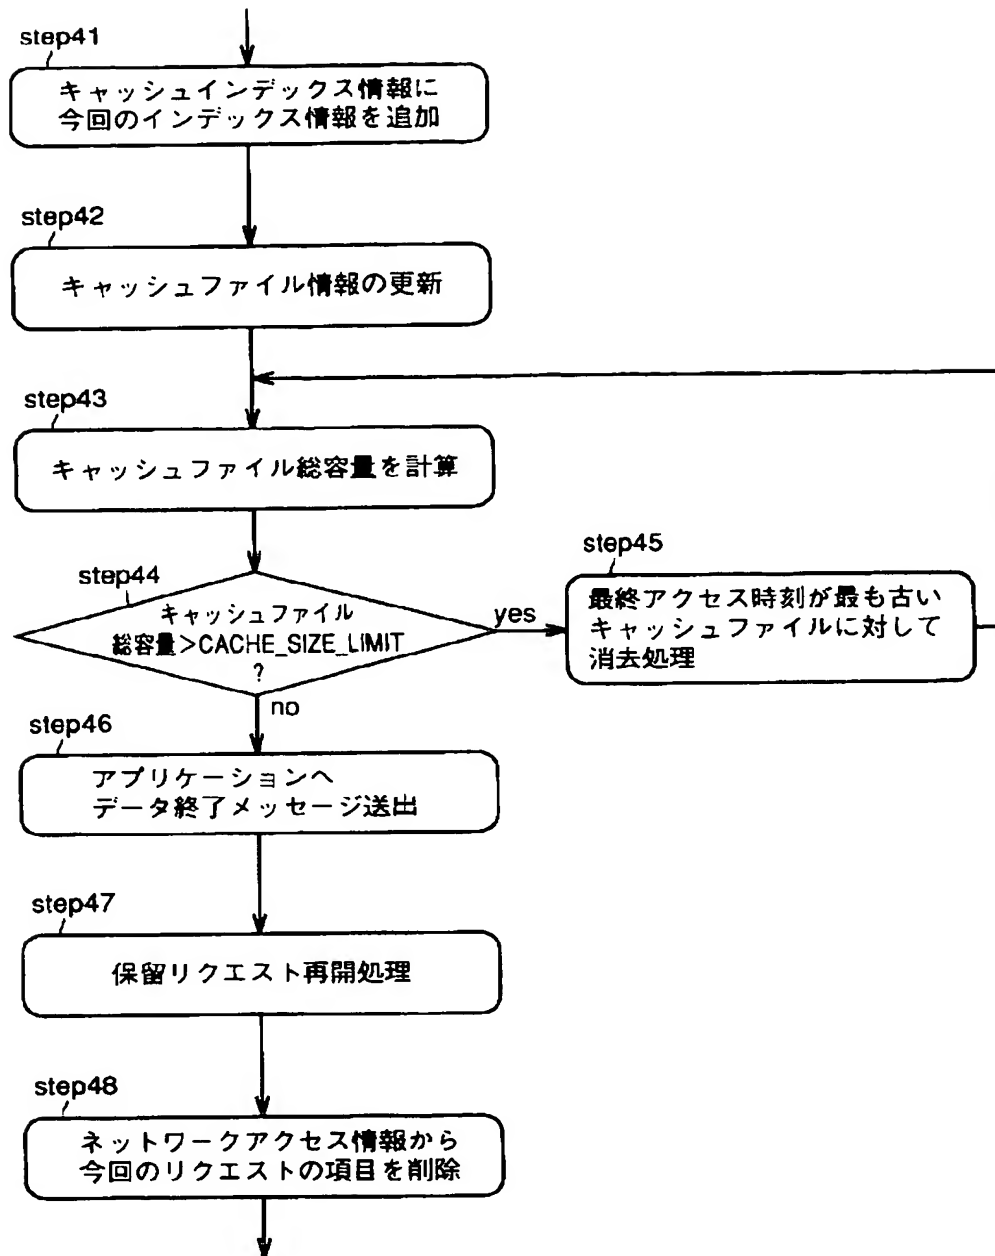 step41
キャッシュインデックス情報に
今回のインデックス情報を追加
step42
キャッシュファイル情報の更新
step43
キャッシュファイル総容量を計算
step44
キャッシュファイル
総容量>CACHE_SIZE_LIMIT
?
yes
no
step45
最終アクセス時刻が最も古い
キャッシュファイルに対して
消去処理
step46
アプリケーションへ
データ終了メッセージ送出
step47
保留リクエスト再開処理
step48
ネットワークアクセス情報から
今回のリクエストの項目を削除